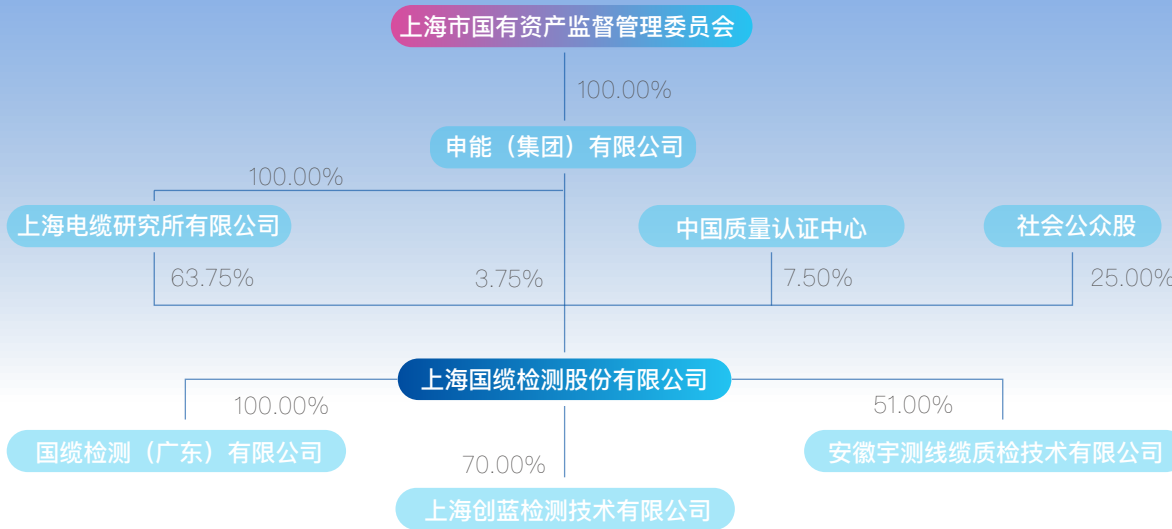 上海市国有资产监督管理委员会
100.00%
申能（集团）有限公司
100.00%
上海电缆研究所有限公司
中国质量认证中心
社会公众股
63.75%
3.75%
7.50%
25.00%
上海国缆检测股份有限公司
100.00%
51.00%
国缆检测（广东）有限公司
70.00%
安徽宇测线缆质检技术有限公司
上海创蓝检测技术有限公司